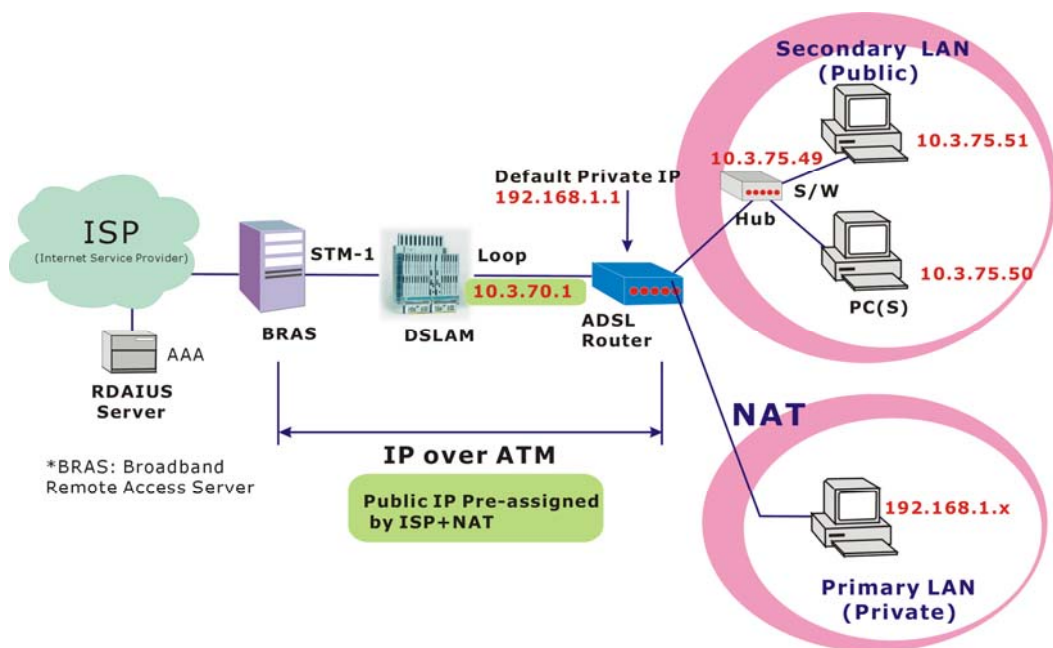 Secondary LAN
(Public)
10.3.75.51
10.3.75.49
S/W
Hub
10.3.75.50
PC(S)
Default Private IP
192.168.1.1
ISP
(Internet Service Provider)
STM-1
Loop
10.3.70.1
BRAS
DSLAM
ADSL
Router
AAA
RDAIUS
Server
NAT
IP over ATM
*BRAS: Broadband
Remote Access Server
Public IP Pre-assigned
by ISP+NAT
192.168.1.x
Primary LAN
(Private)